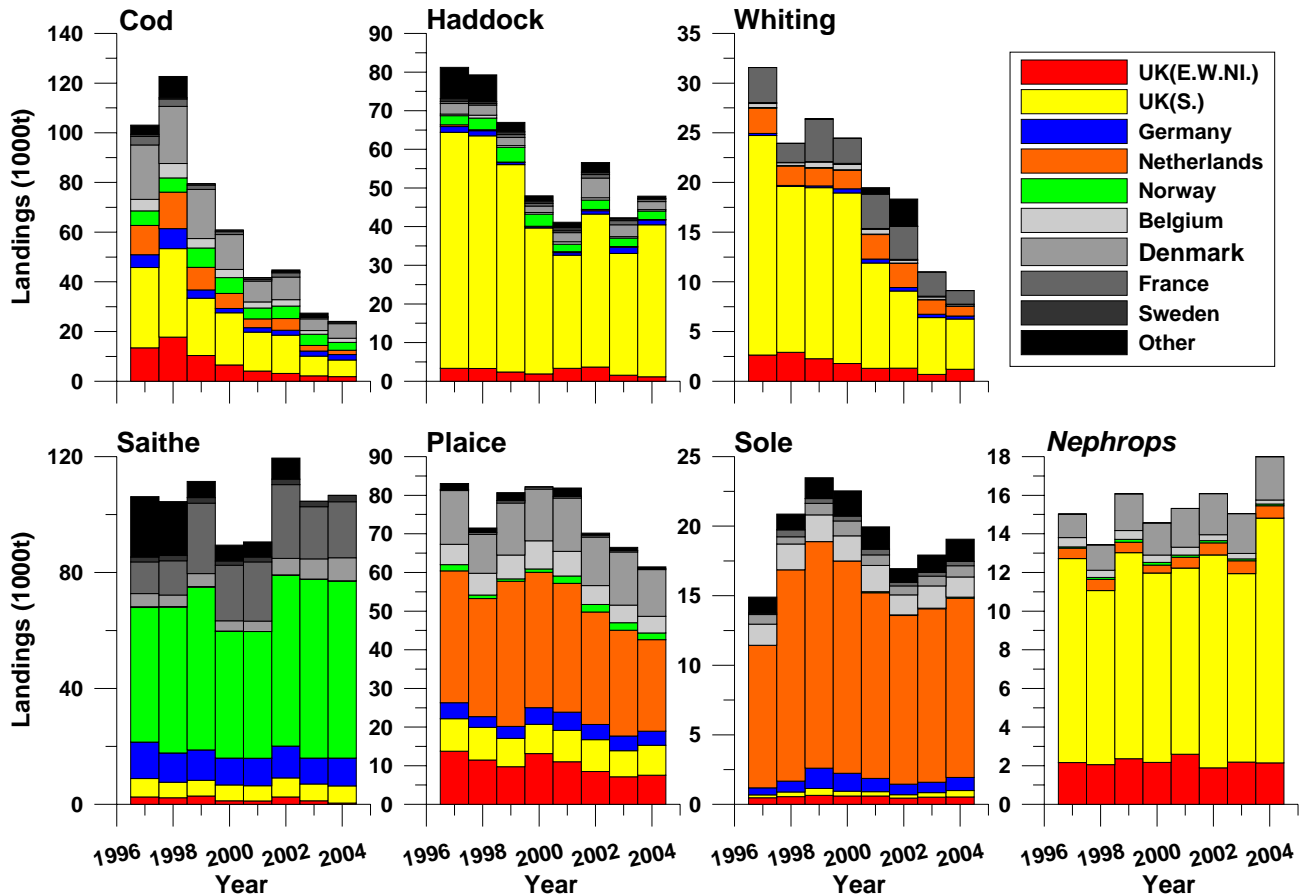 Cod
Haddock
Whiting
Landings (1000t)
140
120
100
80
60
40
20
0
90
80
70
60
50
40
30
20
10
0
35
30
25
20
15
10
5
0
UK(E.W.NI.)
UK(S.)
Germany
Netherlands
Norway
Belgium
Denmark
France
Sweden
Other
Saithe
Plaice
Sole
Nephrops
Landings (1000t)
120
80
40
0
90
80
70
60
50
40
30
20
10
0
25
20
15
10
5
0
18
16
14
12
10
8
6
4
2
0
1996 1998 2000 2002 2004
1996 1998 2000 2002 2004
1996 1998 2000 2002 2004
1996 1998 2000 2002 2004
Year
Year
Year
Year